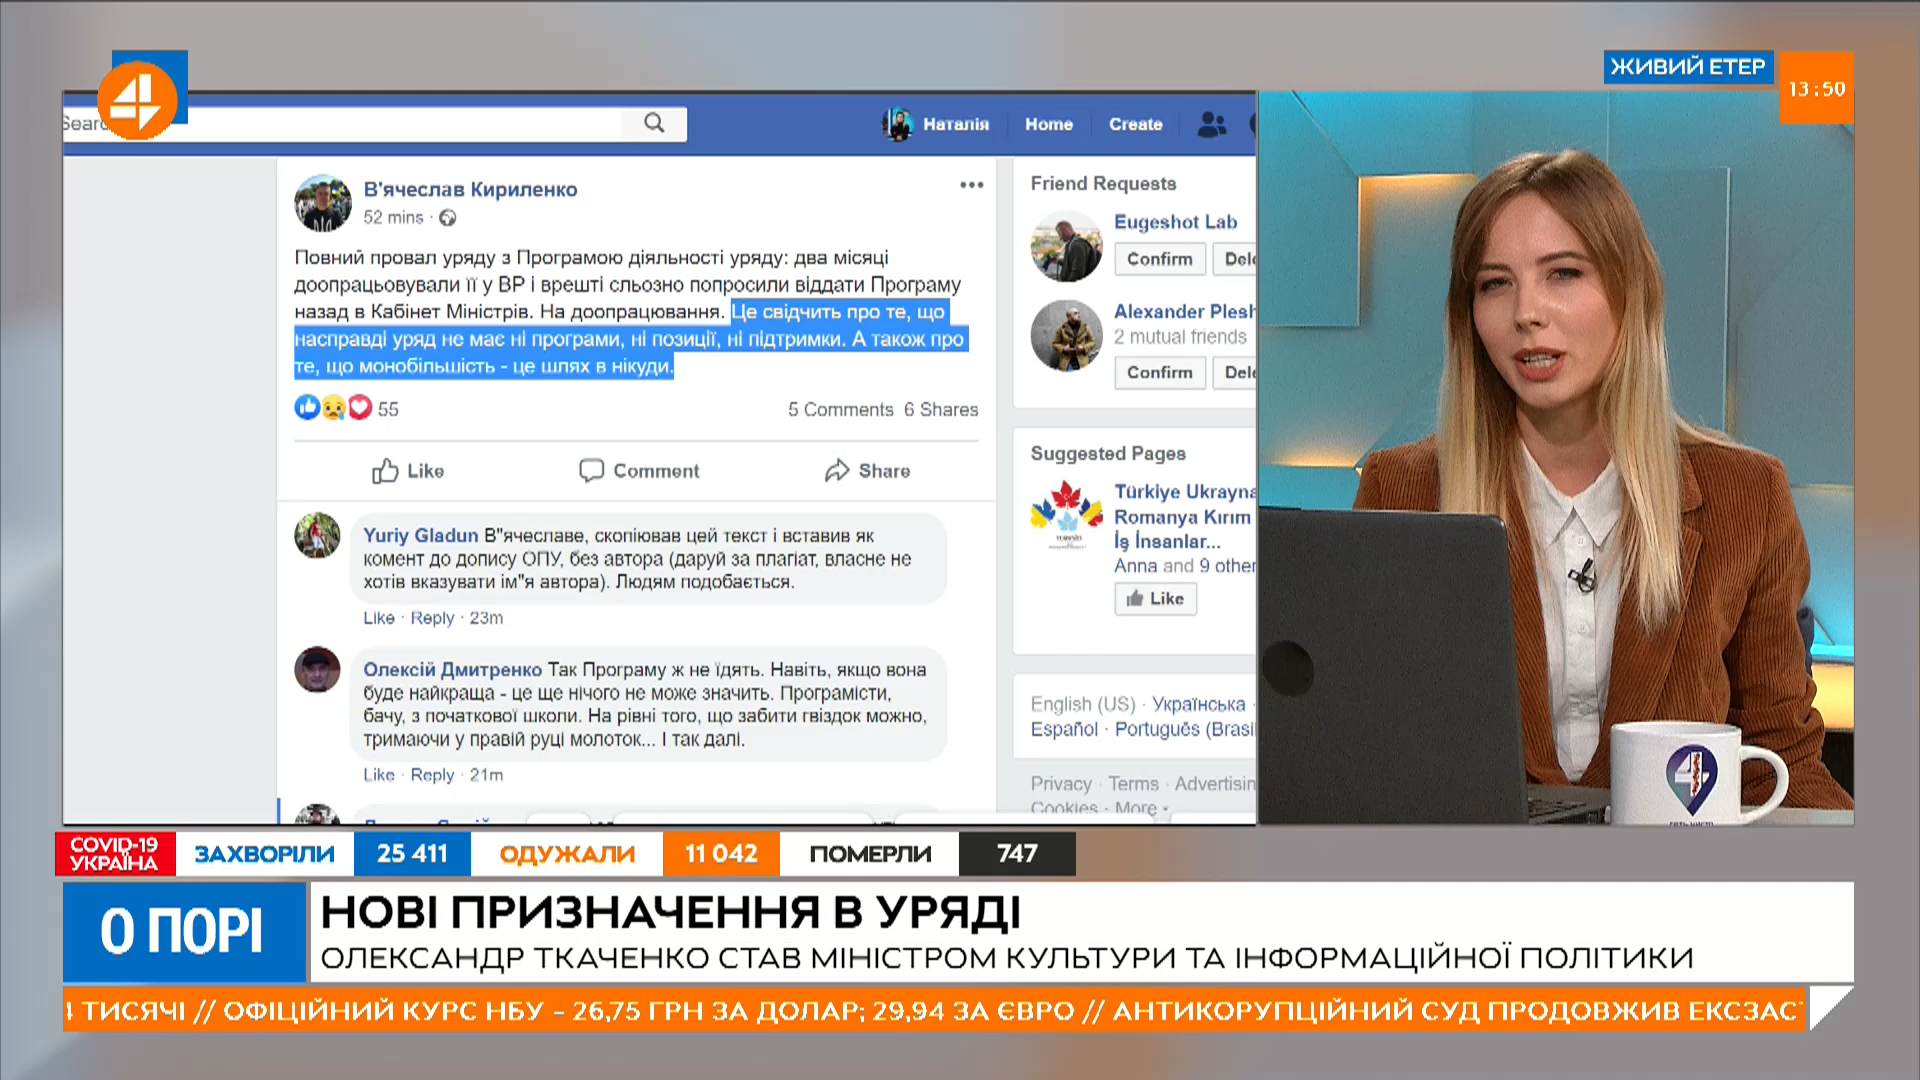 ЖИВИЙ ЕТЕР
13:50
4
Наталія
Home
Create
В'ячеслав Кириленко
52 mins ·
Повний провал уряду з Програмою діяльності уряду: два місяці
доопрацьовували її у ВР і врешті сльозно попросили віддати Програму
назад в Кабінет Міністрів. На доопрацювання. Це свідчить про те, що
насправді уряд не має ні програми, ні позиції, ні підтримки. А також про
те, що монобільшість - це шлях в нікуди.
55
5 Comments 6 Shares
Like
Comment
Share
Yuriy Gladun В"ячеславе, скопіював цей текст і вставив як
комент до допису ОПУ, без автора (даруй за плагіат, власне не
хотів вказувати ім"я автора). Людям подобається.
Like · Reply · 23m
Олексій Дмитренко Так Програму ж не їдять. Навіть, якщо вона
буде найкраща - це ще нічого не може значить. Програмісти,
бачу, з початкової школи. На рівні того, що забити гвіздок можно,
тримаючи у правій руці молоток... І так далі.
Like · Reply · 21m
Friend Requests
Eugeshot Lab
Confirm
Dele
Alexander Plesh
2 mutual friends
Confirm
Dele
Suggested Pages
Türkiye Ukrayna
Romanya Kırım
İş İnsanlar...
Anna and 9 other
Like
English (US) · Українська ·
Español · Português (Brasil
Privacy · Terms · Advertisin
Cookies · More
COVID-19
УКРАЇНА
ЗАХВОРІЛИ
25 411
ОДУЖАЛИ
11 042
ПОМЕРЛИ
747
О ПОРІ
НОВІ ПРИЗНАЧЕННЯ В УРЯДІ
ОЛЕКСАНДР ТКАЧЕНКО СТАВ МІНІСТРОМ КУЛЬТУРИ ТА ІНФОРМАЦІЙНОЇ ПОЛІТИКИ
4 ТИСЯЧІ // ОФІЦІЙНИЙ КУРС НБУ – 26,75 ГРН ЗА ДОЛАР; 29,94 ЗА ЄВРО // АНТИКОРУПЦІЙНИЙ СУД ПРОДОВЖИВ ЕКСЗАС